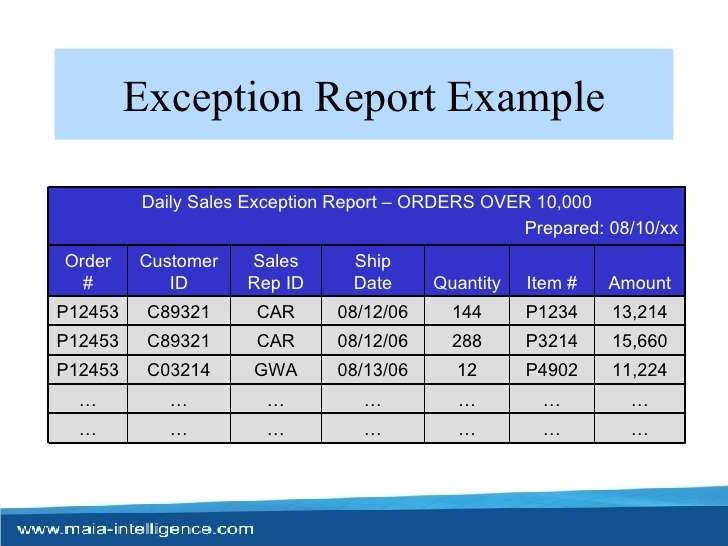 Exception Report Example
Daily Sales Exception Report – ORDERS OVER 10,000
Prepared: 08/10/xx
Order # Customer ID Sales Rep ID Ship Date Quantity Item # Amount
P12453 C89321 CAR 08/12/06 144 P1234 13,214
P12453 C89321 CAR 08/12/06 288 P3214 15,660
P12453 C03214 GWA 08/13/06 12 P4902 11,224
… … … … … … …
… … … … … … …
www.maia-intelligence.com